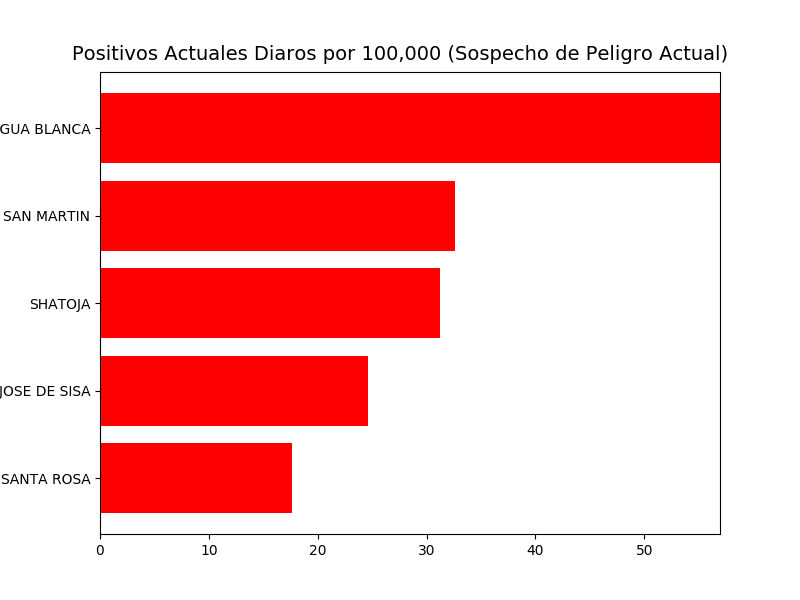 Positivos Actuales Diaros por 100,000 (Sospecho de Peligro Actual)
GUA BLANCA
SAN MARTIN
SHATOJA
JOSE DE SISA
SANTA ROSA
0 10 20 30 40 50